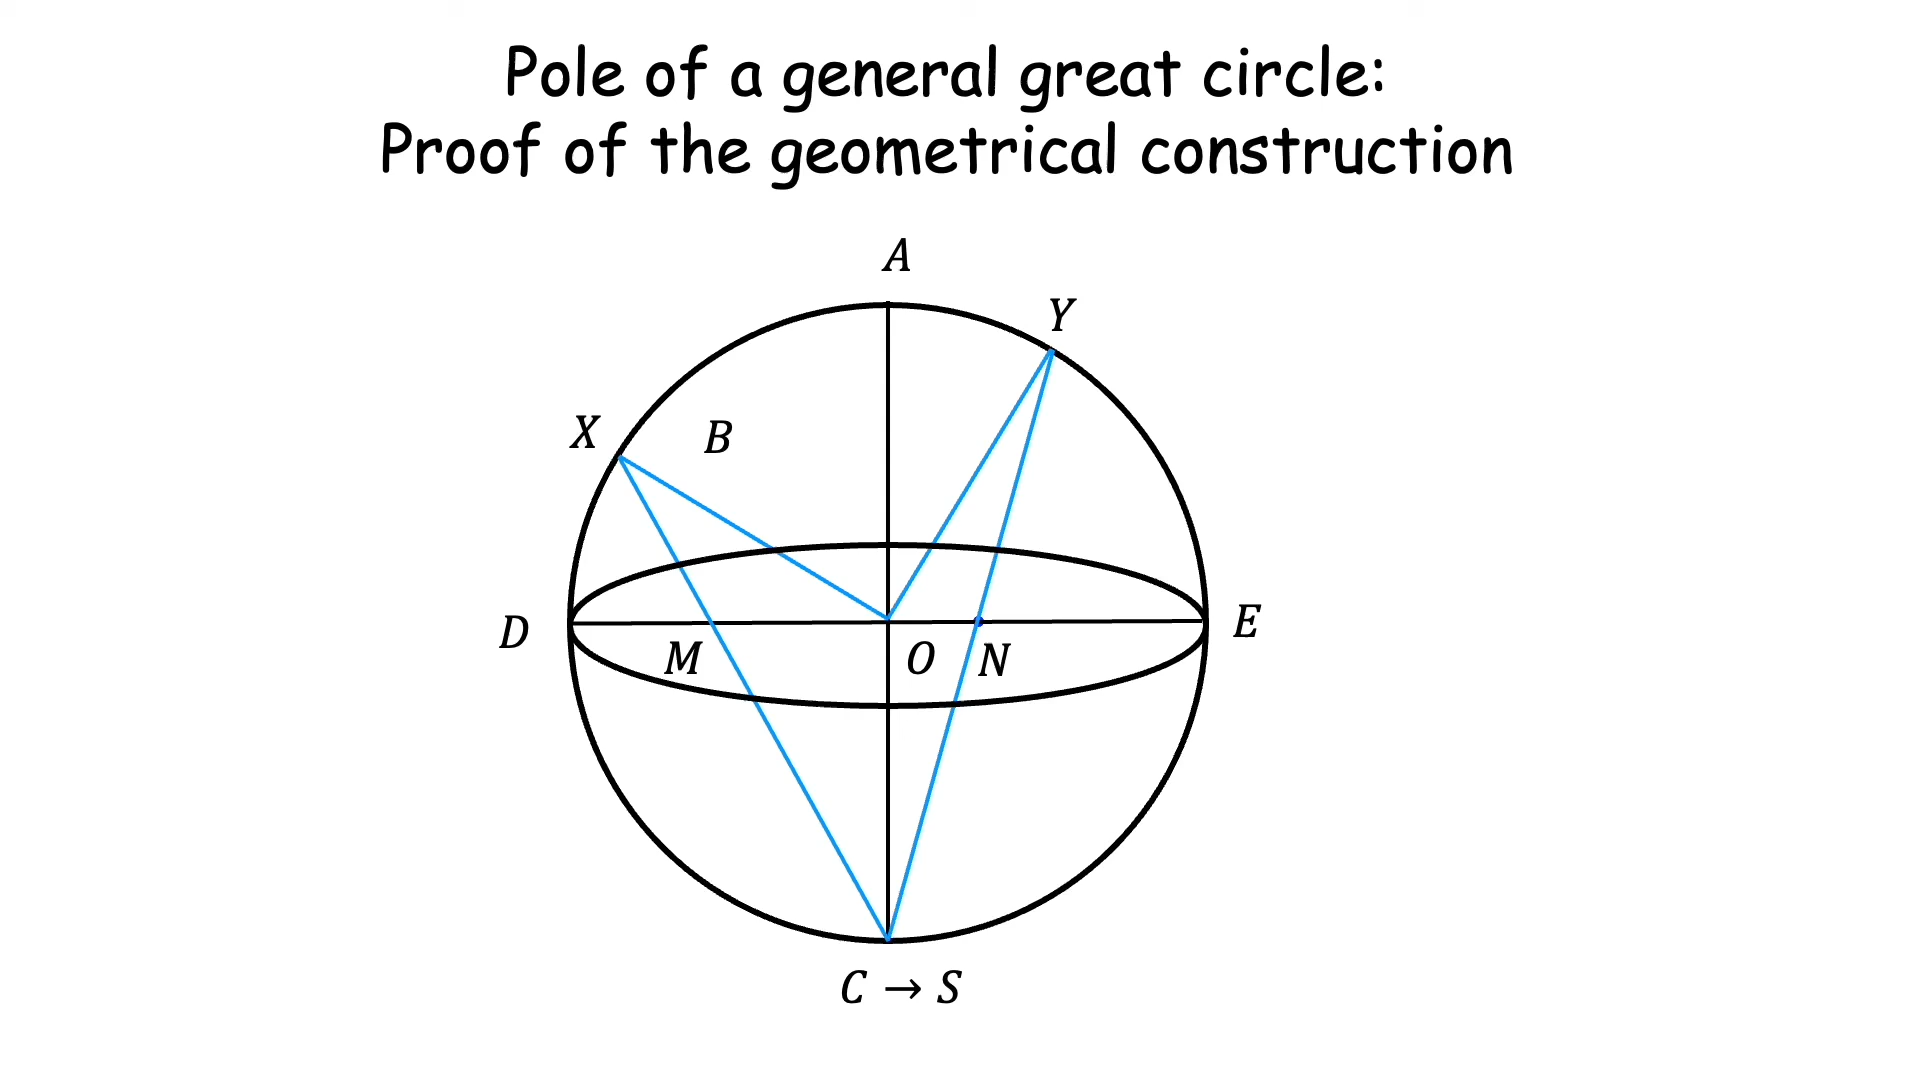 Pole of a general great circle:
Proof of the geometrical construction
A
Y
X
B
D
M
O
N
E
C → S